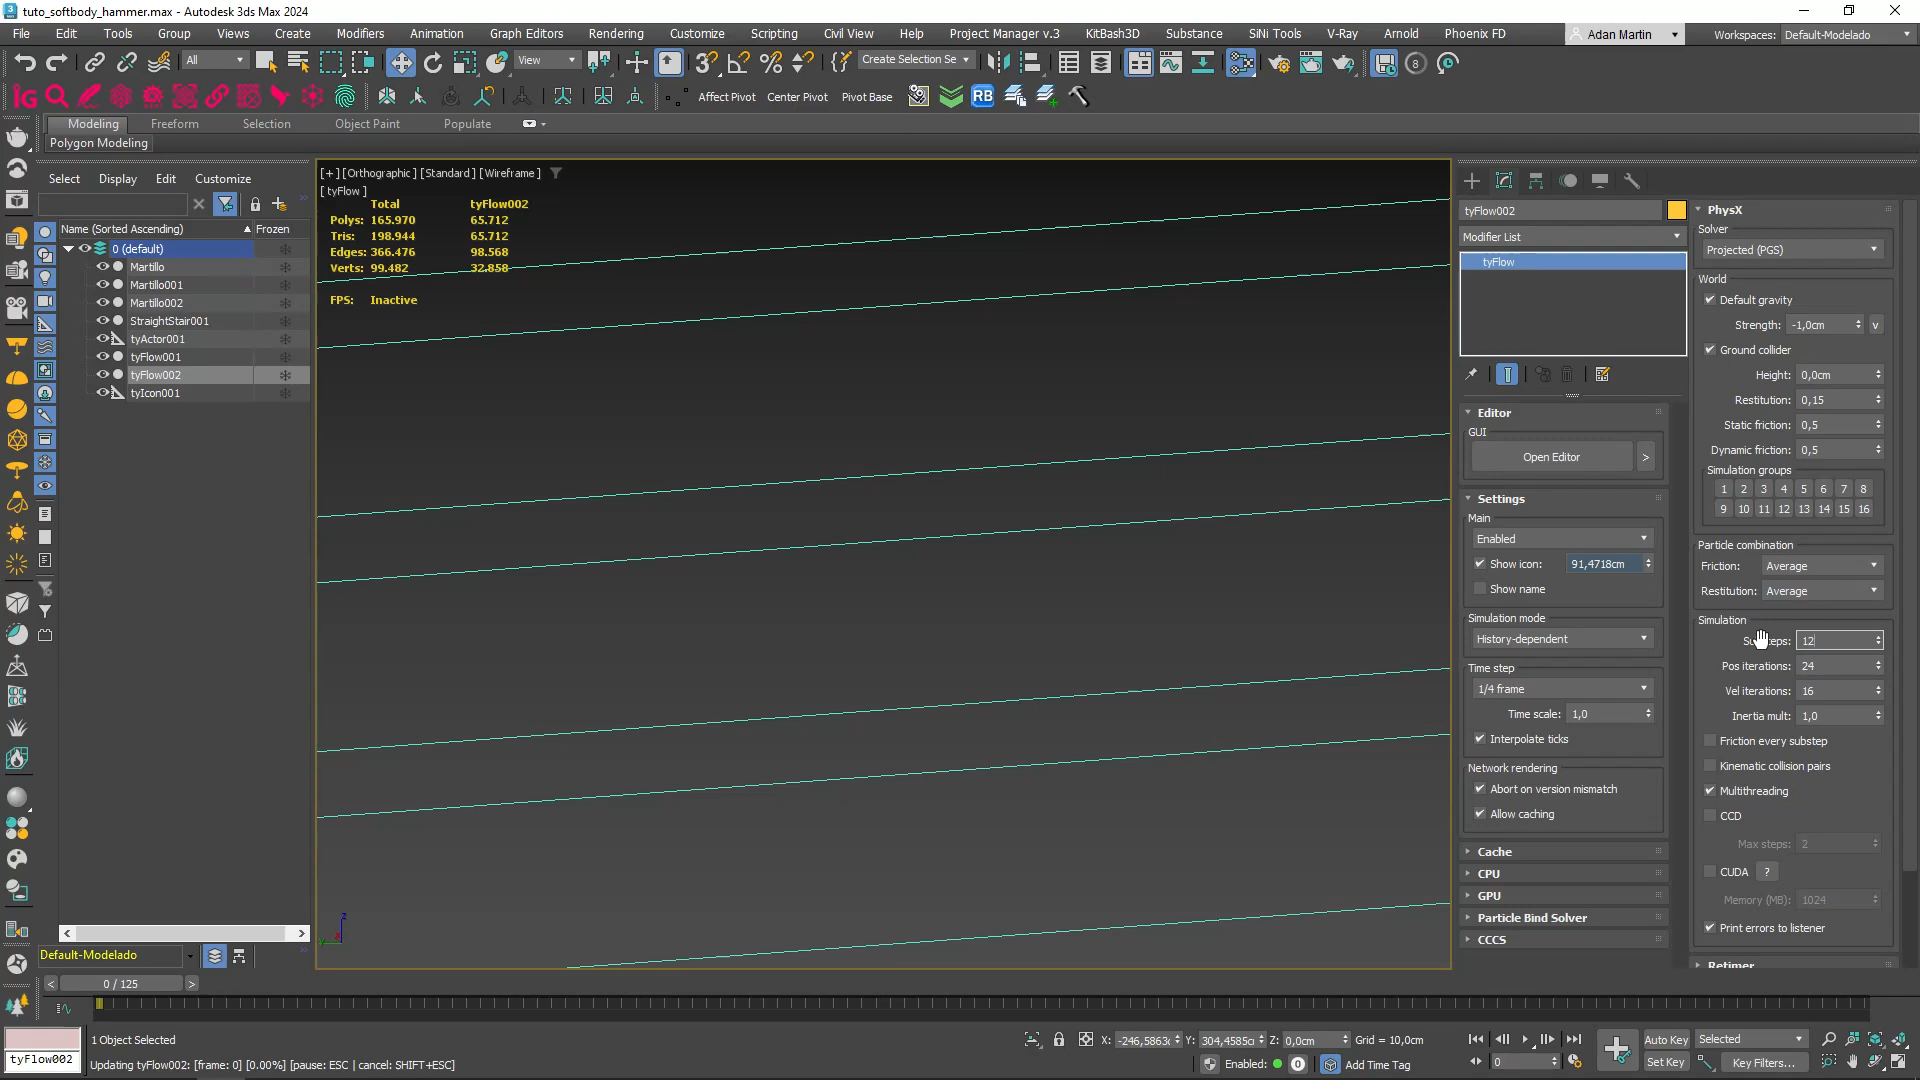 tuto_softbody_hammer.max - Autodesk 3ds Max 2024
File Edit Tools Group Views Create Modifiers Animation Graph Editors Rendering Customize Scripting Civil View Help Project Manager v.3 KitBash3D Substance SiNi Tools V-Ray Arnold Phoenix FD Adan Martin Workspaces: Default-Modelado
All View Create Selection Se
Affect Pivot Center Pivot Pivot Base RB
Modeling Freeform Selection Object Paint Populate
Polygon Modeling
Select Display Edit Customize
Name (Sorted Ascending) Frozen
0 (default)
Martillo
Martillo001
Martillo002
StraightStair001
tyActor001
tyFlow001
tyFlow002
tyIcon001
Default-Modelado
[+] [Orthographic] [Standard] [Wireframe]
[ tyFlow ]
Total tyFlow002
Polys: 165.970 65.712
Tris: 198.944 65.712
Edges: 366.476 98.568
Verts: 99.482 32.858
FPS: Inactive
tyFlow002
Modifier List
tyFlow
Editor
GUI
Open Editor >
Settings
Main
Enabled
Show icon: 91,4718cm
Show name
Simulation mode
History-dependent
Time step
1/4 frame
Time scale: 1,0
Interpolate ticks
Network rendering
Abort on version mismatch
Allow caching
Cache
CPU
GPU
Particle Bind Solver
CCCS
PhysX
Solver
Projected (PGS)
World
Default gravity
Strength: -1,0cm v
Ground collider
Height: 0,0cm
Restitution: 0,15
Static friction: 0,5
Dynamic friction: 0,5
Simulation groups
1 2 3 4 5 6 7 8
9 10 11 12 13 14 15 16
Particle combination
Friction: Average
Restitution: Average
Simulation
12
Pos iterations: 24
Vel iterations: 16
Inertia mult: 1,0
Friction every substep
Kinematic collision pairs
Multithreading
CCD
Max steps: 2
CUDA ?
Memory (MB): 1024
Print errors to listener
Retimer
< 0 / 125 >
1 Object Selected
X: -246,5863 Y: 304,4585c Z: 0,0cm Grid = 10,0cm
Auto Key Selected
tyFlow002
Updating tyFlow002: [frame: 0] [0.00%] [pause: ESC | cancel: SHIFT+ESC]
Enabled: 0 Add Time Tag
0 Set Key Key Filters...